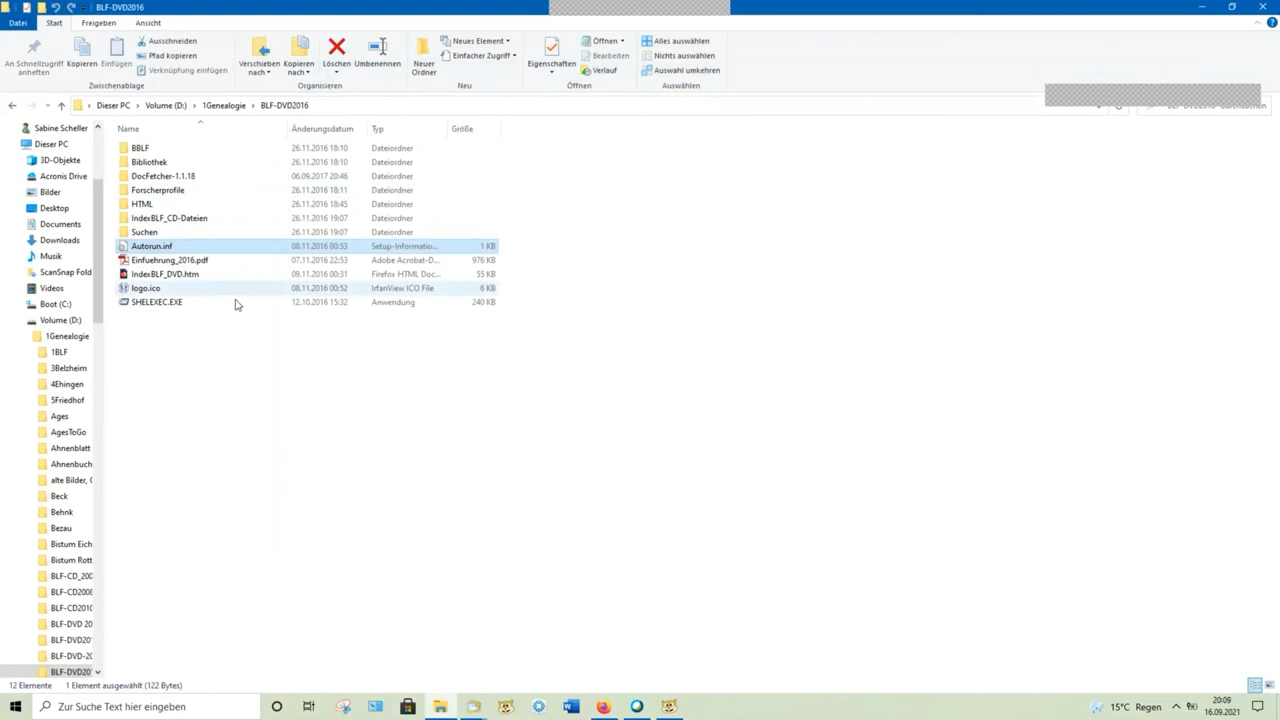 BLF-DVD2016
Datei Start Freigeben Ansicht
An Schnellzugriff anheften
Kopieren
Einfügen
Ausschneiden
Pfad kopieren
Verknüpfung einfügen
Zwischenablage
Verschieben nach
Kopieren nach
Löschen
Umbenennen
Organisieren
Neuer Ordner
Neues Element
Einfacher Zugriff
Neu
Eigenschaften
Öffnen
Bearbeiten
Verlauf
Öffnen
Alles auswählen
Nichts auswählen
Auswahl umkehren
Auswählen
Dieser PC > Volume (D:) > 1Genealogie > BLF-DVD2016
Sabine Scheller
Dieser PC
3D-Objekte
Acronis Drive
Bilder
Desktop
Documents
Downloads
Musik
ScanSnap Fold
Videos
Boot (C:)
Volume (D:)
1Genealogie
1BLF
3Belzheim
4Ehingen
5Friedhof
Ages
AgesToGo
Ahnenblatt
Ahnenbuch
alte Bilder,
Beck
Behnk
Bezau
Bistum Eich
Bistum Rott
BLF-CD_200
BLF-CD2008
BLF-CD2010
BLF-DVD 20
BLF-DVD201
BLF-DVD-20
BLF-DVD20
Name Änderungsdatum Typ Größe
BBLF 26.11.2016 18:10 Dateiordner
Bibliothek 26.11.2016 18:10 Dateiordner
DocFetcher-1.1.18 06.09.2017 20:46 Dateiordner
Forscherprofile 26.11.2016 18:11 Dateiordner
HTML 26.11.2016 18:45 Dateiordner
IndexBLF_CD-Dateien 26.11.2016 19:07 Dateiordner
Suchen 26.11.2016 19:07 Dateiordner
Autorun.inf 08.11.2016 00:53 Setup-Informatio... 1 KB
Einfuehrung_2016.pdf 07.11.2016 22:53 Adobe Acrobat-D... 976 KB
IndexBLF_DVD.htm 09.11.2016 00:31 Firefox HTML Doc... 55 KB
logo.ico 08.11.2016 00:52 IrfanView ICO File 6 KB
SHELEXEC.EXE 12.10.2016 15:32 Anwendung 240 KB
12 Elemente 1 Element ausgewählt (122 Bytes)
Zur Suche Text hier eingeben
15°C Regen
20:09
16.09.2021